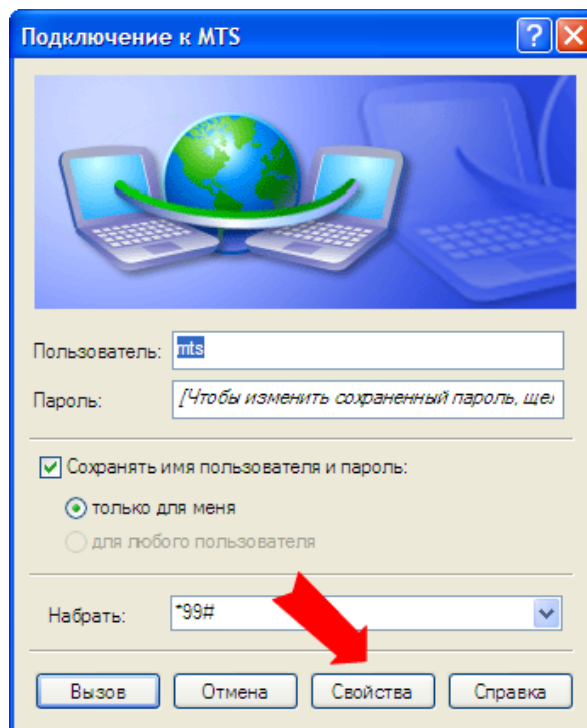 Подключение к MTS
Пользователь: mts
Пароль: [Чтобы изменить сохраненный пароль, щел
Сохранять имя пользователя и пароль:
только для меня
для любого пользователя
Набрать: *99#
Вызов Отмена Свойства Справка